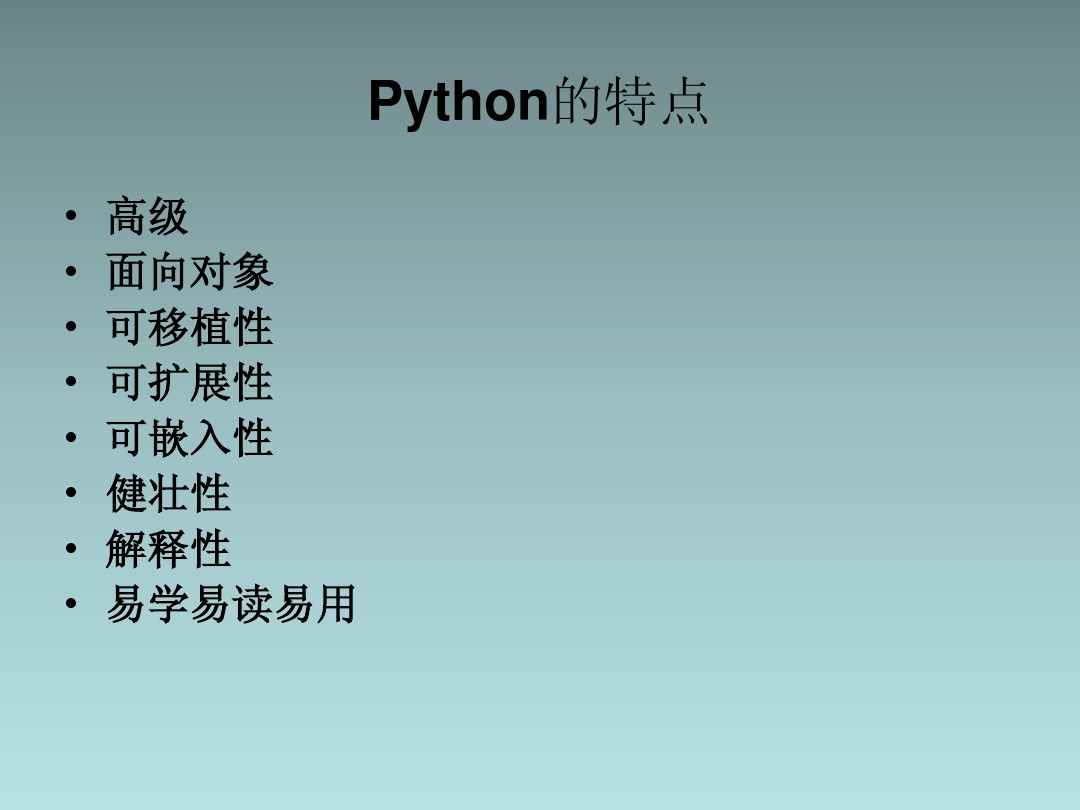 Python的特点
• 高级
• 面向对象
• 可移植性
• 可扩展性
• 可嵌入性
• 健壮性
• 解释性
• 易学易读易用